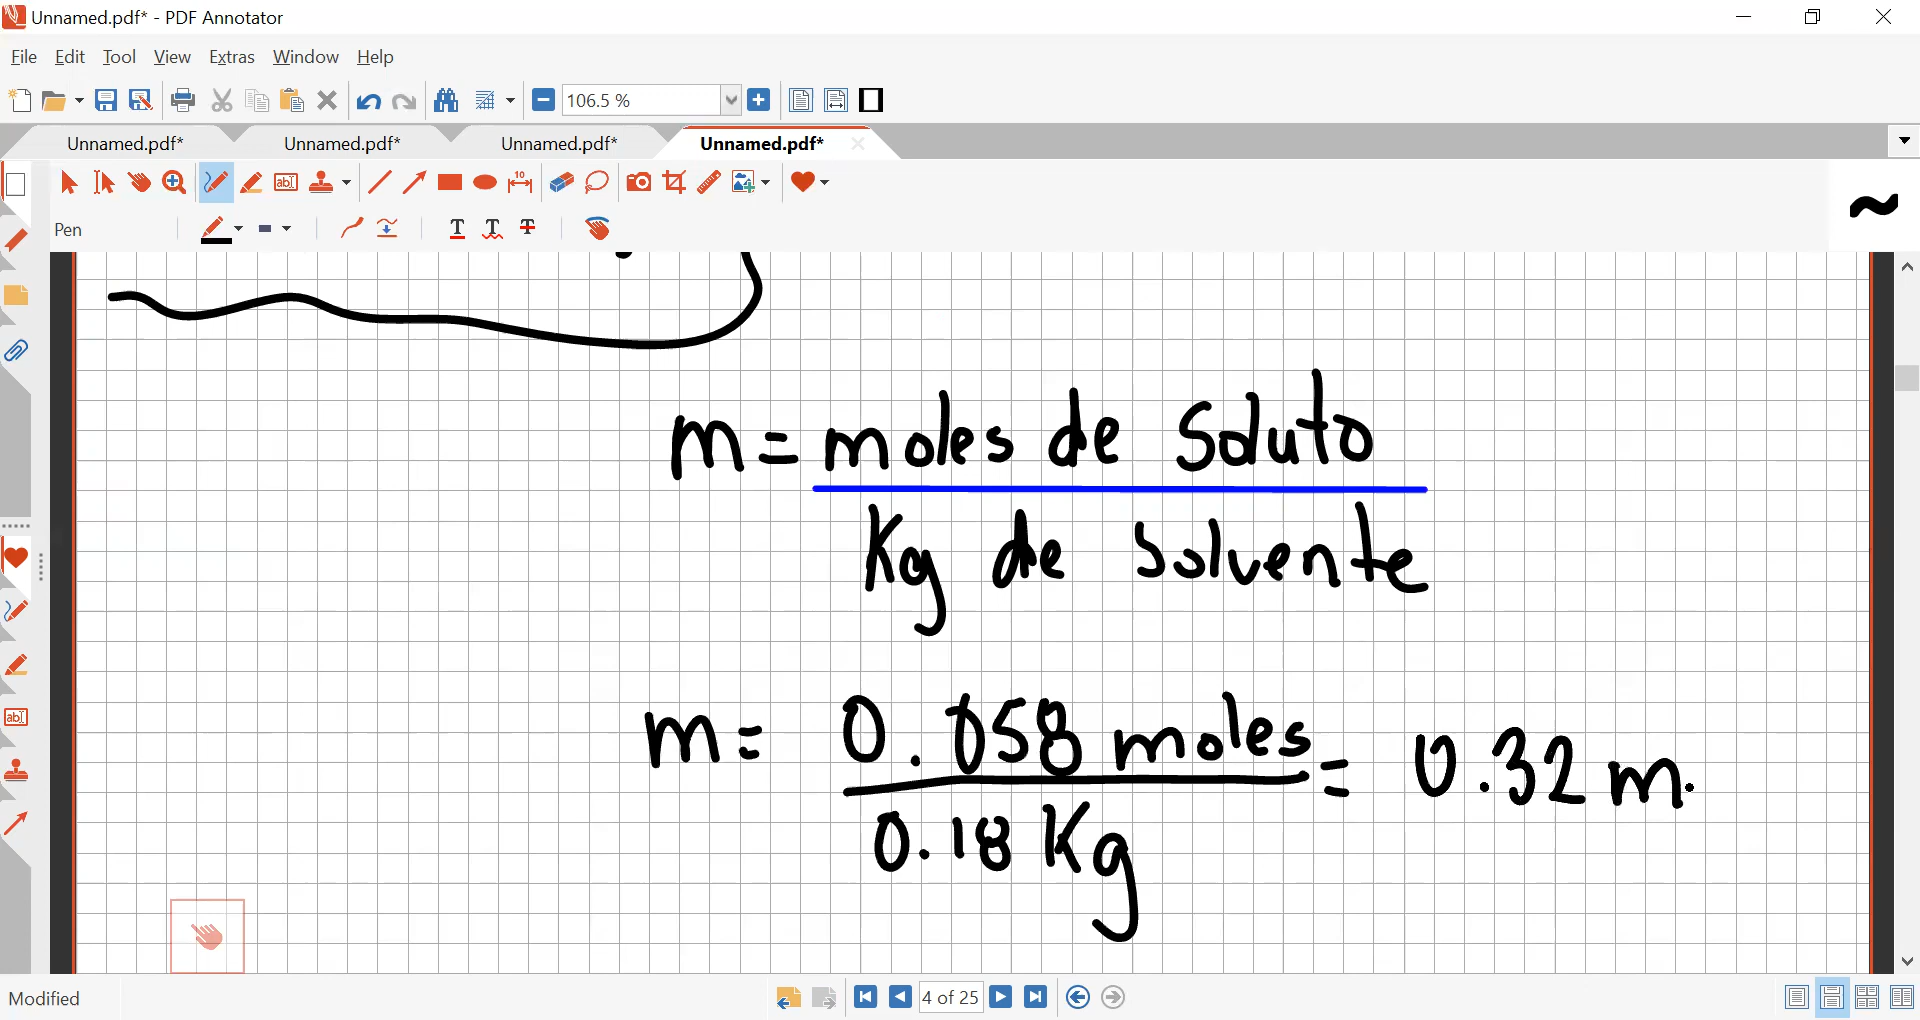 Unnamed.pdf* - PDF Annotator
File Edit Tool View Extras Window Help
106.5 %
Unnamed.pdf* Unnamed.pdf* Unnamed.pdf* Unnamed.pdf*
Pen
m = moles de Soluto
Kg de Solvente
m = 0.058 moles = 0.32 m.
0.18 Kg
Modified
4 of 25